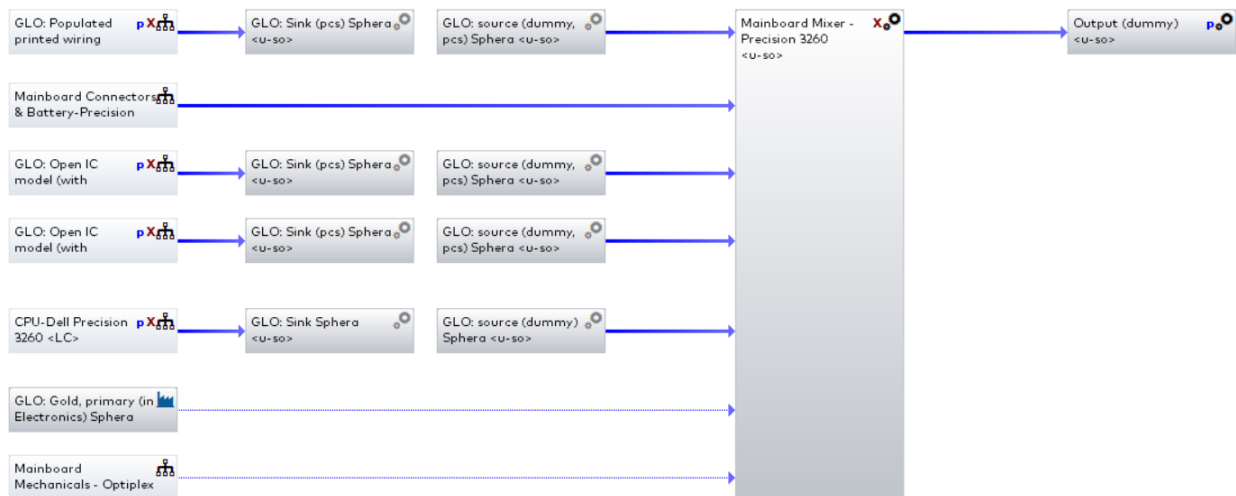 GLO: Populated p X
printed wiring
GLO: Sink (pcs) Sphera
<u-so>
GLO: source (dummy,
pcs) Sphera <u-so>
Mainboard Mixer - X
Precision 3260
<u-so>
Output (dummy) p
<u-so>
Mainboard Connectors
& Battery-Precision
GLO: Open IC p X
model (with
GLO: Sink (pcs) Sphera
<u-so>
GLO: source (dummy,
pcs) Sphera <u-so>
GLO: Open IC p X
model (with
GLO: Sink (pcs) Sphera
<u-so>
GLO: source (dummy,
pcs) Sphera <u-so>
CPU-Dell Precision p X
3260 <LC>
GLO: Sink Sphera
<u-so>
GLO: source (dummy)
Sphera <u-so>
GLO: Gold, primary (in
Electronics) Sphera
Mainboard
Mechanicals - Optiplex